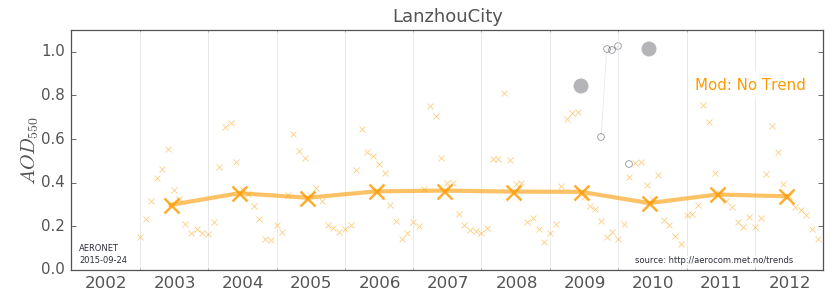 LanzhouCity
1.0
0.8
0.6
0.4
0.2
0.0
AOD550
Mod: No Trend
AERONET
2015-09-24
source: http://aerocom.met.no/trends
2002 2003 2004 2005 2006 2007 2008 2009 2010 2011 2012